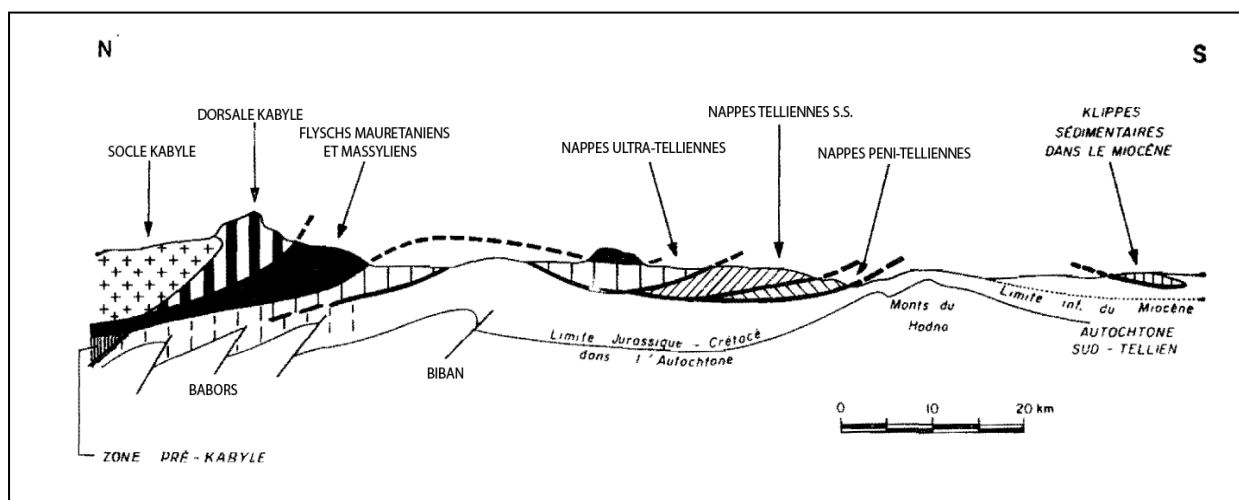 N
S
DORSALE KABYLE
SOCLE KABYLE
FLYSCHS MAURETANIENS
ET MASSYLIENS
NAPPES ULTRA-TELLIENNES
NAPPES TELLIENNES S.S.
NAPPES PENI-TELLIENNES
KLIPPES
SÉDIMENTAIRES
DANS LE MIOCÈNE
Monts du
Hodna
Limite Inf. du Miocène
AUTOCHTONE
SUD - TELLIEN
Limite Jurassique - Crétacé
dans l'Autochtone
BIBAN
BABORS
ZONE PRÉ-KABYLE
0 10 20 km